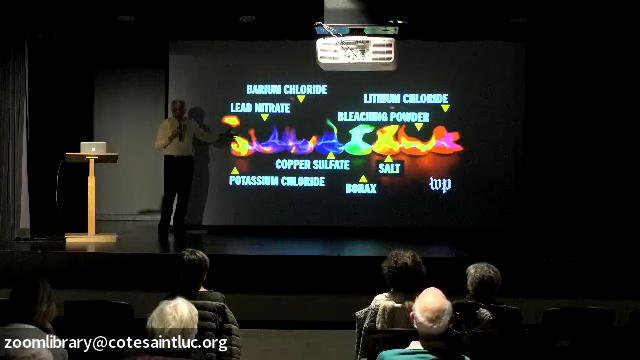 BARIUM CHLORIDE
LITHIUM CHLORIDE
LEAD NITRATE
BLEACHING POWDER
COPPER SULFATE
SALT
POTASSIUM CHLORIDE
BORAX
wp
zoomlibrary@cotesaintluc.org